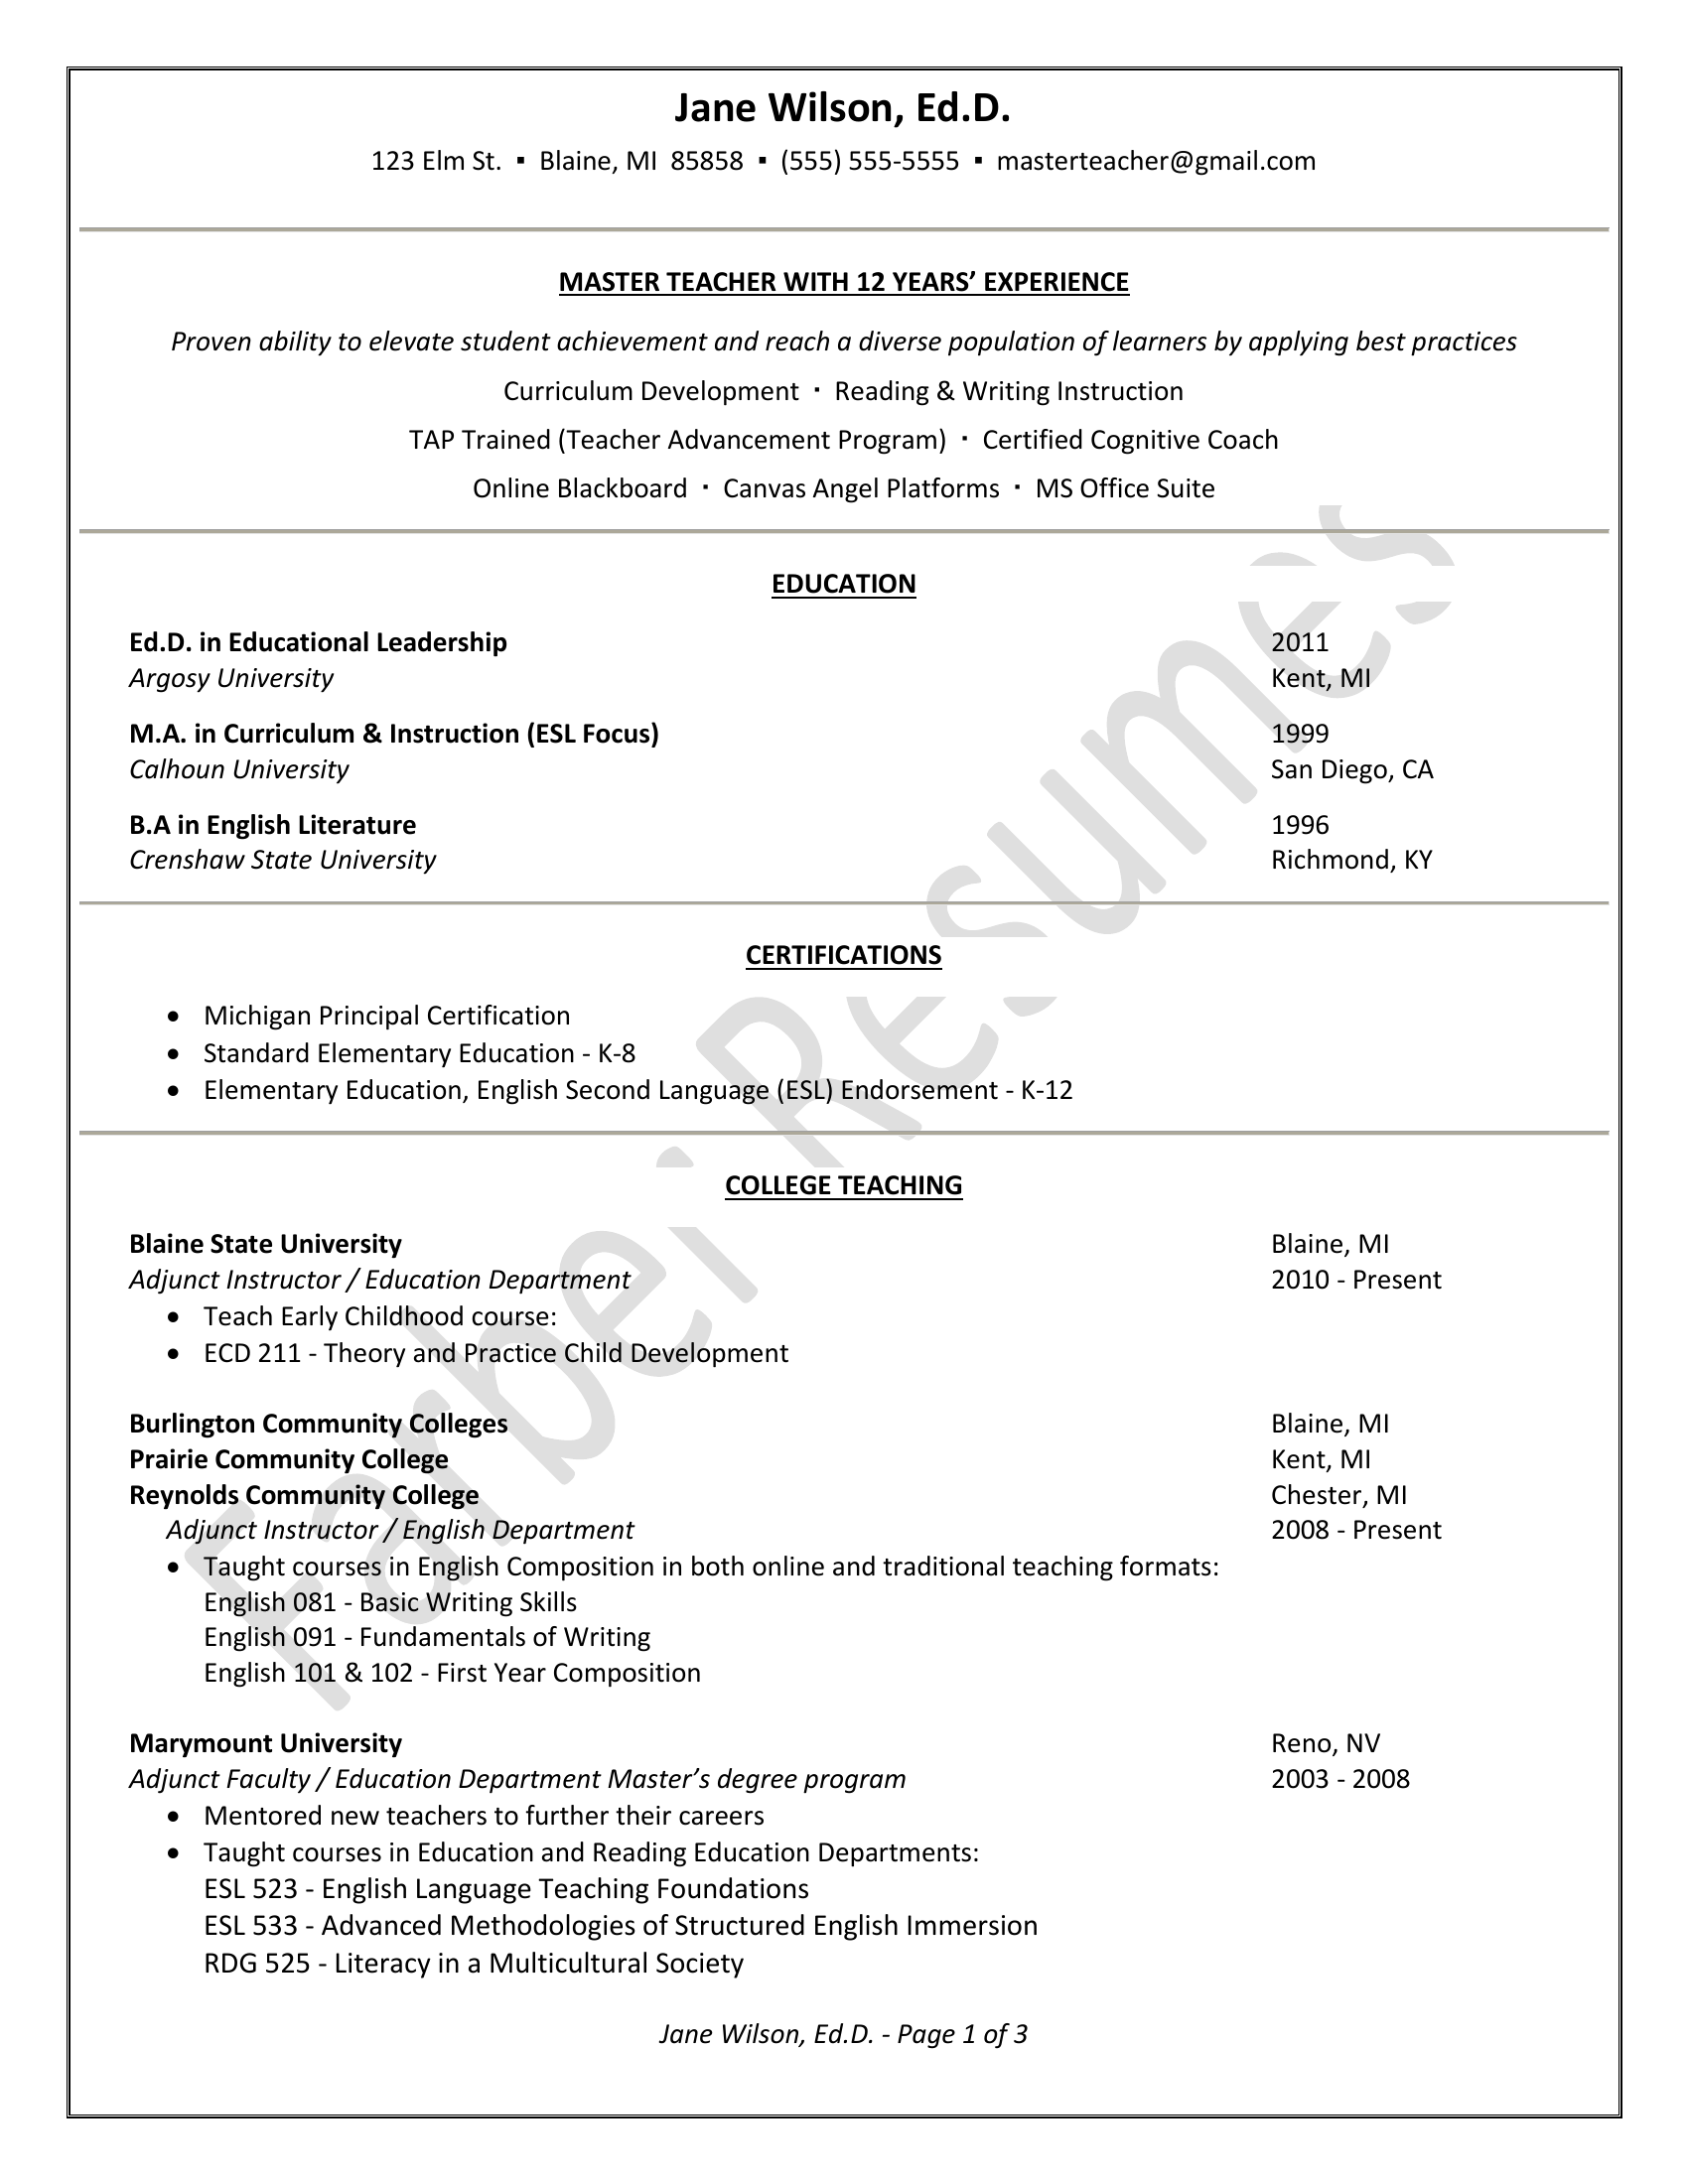 Jane Wilson, Ed.D.
123 Elm St. ▪ Blaine, MI  85858 ▪ (555) 555-5555 ▪ masterteacher@gmail.com
MASTER TEACHER WITH 12 YEARS’ EXPERIENCE
Proven ability to elevate student achievement and reach a diverse population of learners by applying best practices
Curriculum Development ▪ Reading & Writing Instruction
TAP Trained (Teacher Advancement Program) ▪ Certified Cognitive Coach
Online Blackboard ▪ Canvas Angel Platforms ▪ MS Office Suite
EDUCATION
Ed.D. in Educational Leadership 2011
Argosy University Kent, MI
M.A. in Curriculum & Instruction (ESL Focus) 1999
Calhoun University San Diego, CA
B.A in English Literature 1996
Crenshaw State University Richmond, KY
CERTIFICATIONS
• Michigan Principal Certification
• Standard Elementary Education - K-8
• Elementary Education, English Second Language (ESL) Endorsement - K-12
COLLEGE TEACHING
Blaine State University Blaine, MI
Adjunct Instructor / Education Department 2010 - Present
• Teach Early Childhood course:
• ECD 211 - Theory and Practice Child Development
Burlington Community Colleges Blaine, MI
Prairie Community College Kent, MI
Reynolds Community College Chester, MI
Adjunct Instructor / English Department 2008 - Present
• Taught courses in English Composition in both online and traditional teaching formats:
English 081 - Basic Writing Skills
English 091 - Fundamentals of Writing
English 101 & 102 - First Year Composition
Marymount University Reno, NV
Adjunct Faculty / Education Department Master’s degree program 2003 - 2008
• Mentored new teachers to further their careers
• Taught courses in Education and Reading Education Departments:
ESL 523 - English Language Teaching Foundations
ESL 533 - Advanced Methodologies of Structured English Immersion
RDG 525 - Literacy in a Multicultural Society
Jane Wilson, Ed.D. - Page 1 of 3
Farber Resumes